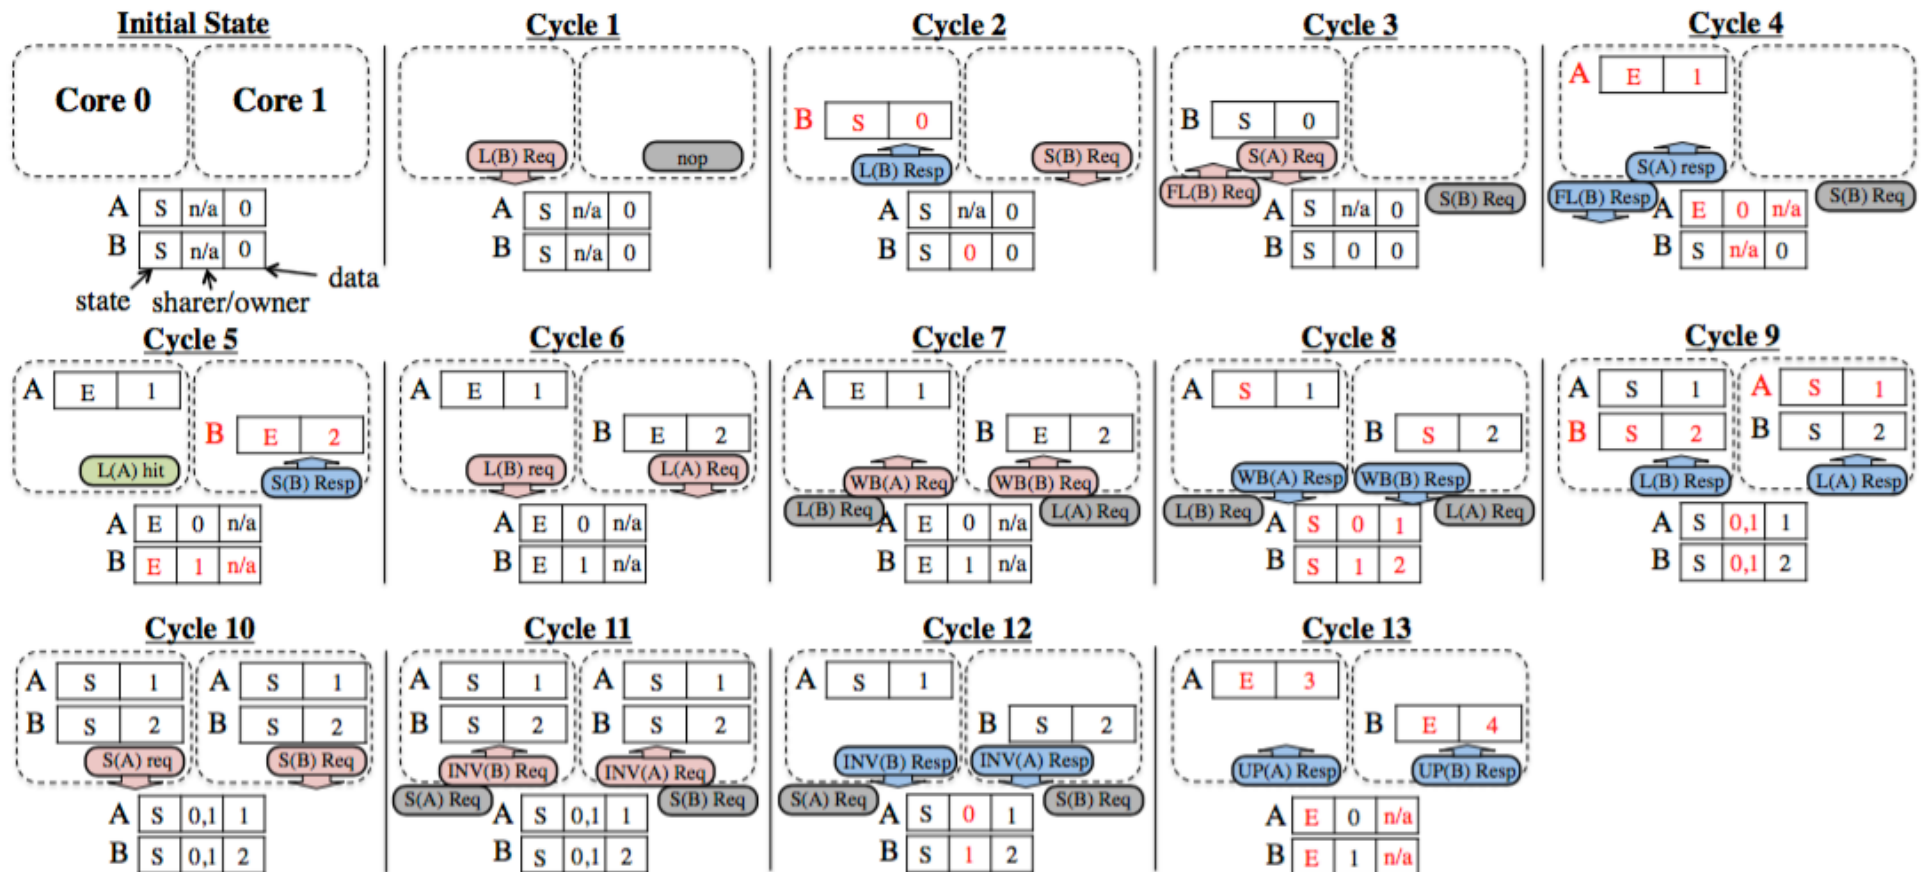 Initial State
Core 0 Core 1
A S n/a 0
B S n/a 0
state sharer/owner data
Cycle 1
L(B) Req nop
A S n/a 0
B S n/a 0
Cycle 2
B S 0
L(B) Resp S(B) Req
A S n/a 0
B S 0 0
Cycle 3
B S 0
S(A) Req
FL(B) Req S(B) Req
A S n/a 0
B S 0 0
Cycle 4
A E 1
S(A) resp
FL(B) Resp S(B) Req
A E 0 n/a
B S n/a 0
Cycle 5
A E 1
B E 2
L(A) hit S(B) Resp
A E 0 n/a
B E 1 n/a
Cycle 6
A E 1
B E 2
L(B) req L(A) Req
A E 0 n/a
B E 1 n/a
Cycle 7
A E 1
B E 2
WB(A) Req WB(B) Req
L(B) Req L(A) Req
A E 0 n/a
B E 1 n/a
Cycle 8
A S 1
B S 2
WB(A) Resp WB(B) Resp
L(B) Req L(A) Req
A S 0 1
B S 1 2
Cycle 9
A S 1 A S 1
B S 2 B S 2
L(B) Resp L(A) Resp
A S 0,1 1
B S 0,1 2
Cycle 10
A S 1 A S 1
B S 2 B S 2
S(A) req S(B) Req
A S 0,1 1
B S 0,1 2
Cycle 11
A S 1 A S 1
B S 2 B S 2
INV(B) Req INV(A) Req
S(A) Req S(B) Req
A S 0,1 1
B S 0,1 2
Cycle 12
A S 1
B S 2
INV(B) Resp INV(A) Resp
S(A) Req S(B) Req
A S 0 1
B S 1 2
Cycle 13
A E 3
B E 4
UP(A) Resp UP(B) Resp
A E 0 n/a
B E 1 n/a